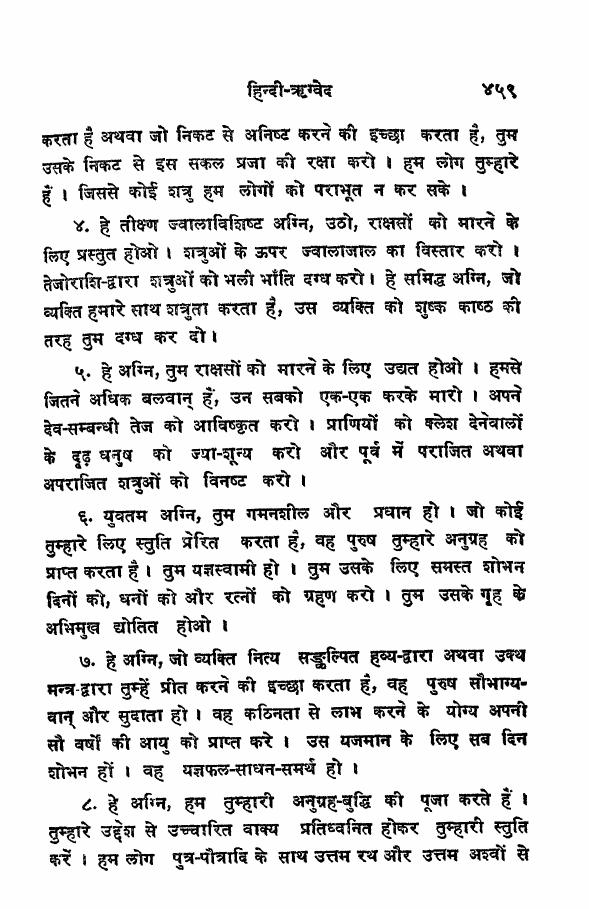 हिन्दी-ऋग्वेद ४५९
करता है अथवा जो निकट से अनिष्ट करने की इच्छा करता है, तुम
उसके निकट से इस सकल प्रजा की रक्षा करो । हम लोग तुम्हारे
हैं । जिससे कोई शत्रु हम लोगों को पराभूत न कर सके ।
४. हे तीक्ष्ण ज्वालाविशिष्ट अग्नि, उठो, राक्षसों को मारने के
लिए प्रस्तुत होओ । शत्रुओं के ऊपर ज्वालाजाल का विस्तार करो ।
तेजोराशि-द्वारा शत्रुओं को भली भाँति दग्ध करो । हे समिद्ध अग्नि, जो
व्यक्ति हमारे साथ शत्रुता करता है, उस व्यक्ति को शुष्क काष्ठ की
तरह तुम दग्ध कर दो ।
५. हे अग्नि, तुम राक्षसों को मारने के लिए उद्यत होओ । हमसे
जितने अधिक बलवान् हैं, उन सबको एक-एक करके मारो । अपने
देव-सम्बन्धी तेज को आविष्कृत करो । प्राणियों को क्लेश देनेवालों
के दृढ़ धनुष को ज्या-शून्य करो और पूर्व में पराजित अथवा
अपराजित शत्रुओं को विनष्ट करो ।
६. युवतम अग्नि, तुम गमनशील और प्रधान हो । जो कोई
तुम्हारे लिए स्तुति प्रेरित करता है, वह पुरुष तुम्हारे अनुग्रह को
प्राप्त करता है । तुम यज्ञस्वामी हो । तुम उसके लिए समस्त शोभन
दिनों को, धनों को और रत्नों को ग्रहण करो । तुम उसके गृह के
अभिमुख द्योतित होओ ।
७. हे अग्नि, जो व्यक्ति नित्य सङ्कल्पित हव्य-द्वारा अथवा उक्थ
मन्त्र-द्वारा तुम्हें प्रीत करने की इच्छा करता है, वह पुरुष सौभाग्य-
वान् और सुदाता हो । वह कठिनता से लाभ करने के योग्य अपनी
सौ वर्षों की आयु को प्राप्त करे । उस यजमान के लिए सब दिन
शोभन हों । वह यज्ञफल-साधन-समर्थ हो ।
८. हे अग्नि, हम तुम्हारी अनुग्रह-बुद्धि की पूजा करते हैं ।
तुम्हारे उद्देश से उच्चारित वाक्य प्रतिध्वनित होकर तुम्हारी स्तुति
करें । हम लोग पुत्र-पौत्रादि के साथ उत्तम रथ और उत्तम अश्वों से